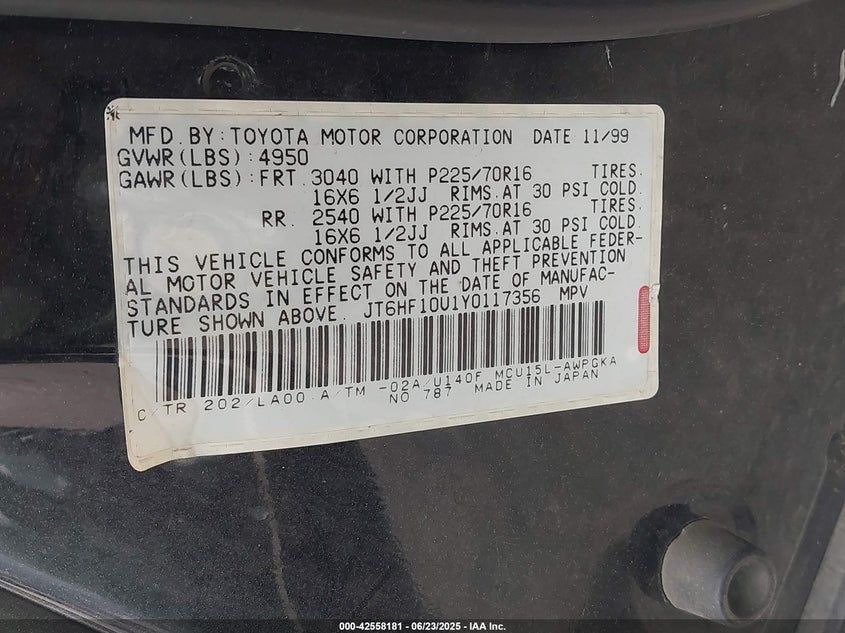 MFD. BY: TOYOTA MOTOR CORPORATION DATE 11/99
GVWR(LBS):4950
GAWR(LBS):FRT. 3040 WITH P225/70R16 TIRES.
16X6 1/2JJ RIMS.AT 30 PSI COLD.
RR. 2540 WITH P225/70R16 TIRES.
16X6 1/2JJ RIMS.AT 30 PSI COLD.
THIS VEHICLE CONFORMS TO ALL APPLICABLE FEDER-
AL MOTOR VEHICLE SAFETY AND THEFT PREVENTION
STANDARDS IN EFFECT ON THE DATE OF MANUFAC-
TURE SHOWN ABOVE. JT6HF10U1Y0117356 MPV
C/TR 202/LA00 A/TM -02A/U140F MCU15L-AWPGKA
NO 787 MADE IN JAPAN
000-42558181 - 06/23/2025 - IAA Inc.